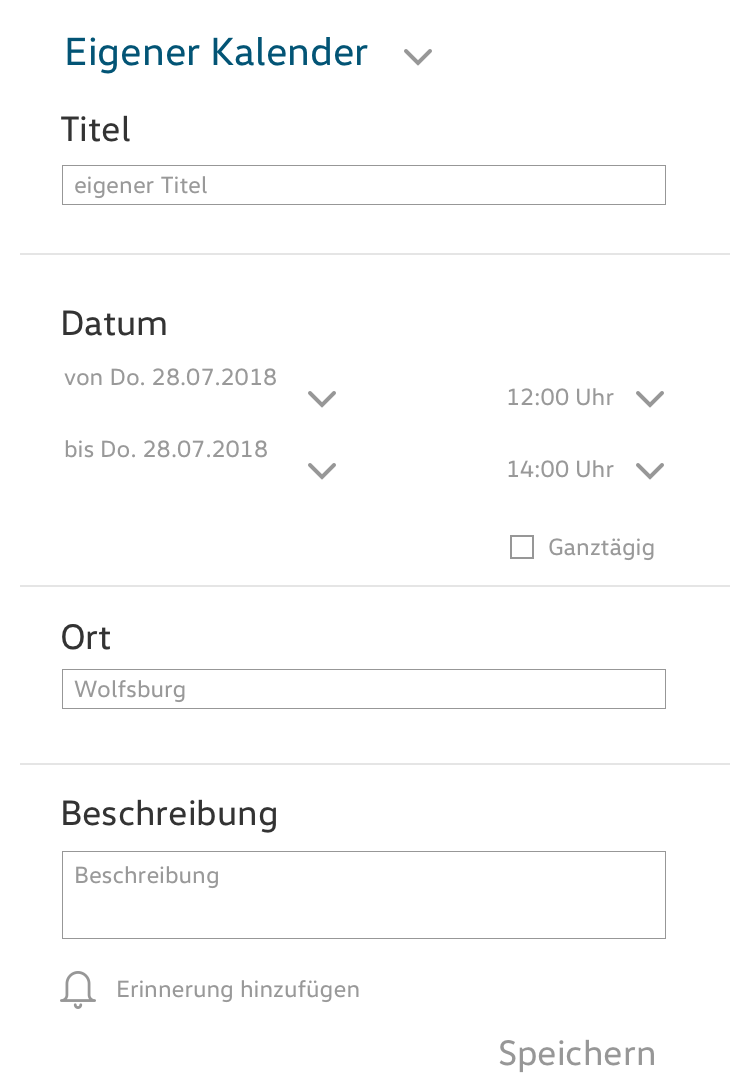 Eigener Kalender
Titel
eigener Titel
Datum
von Do. 28.07.2018
12:00 Uhr
bis Do. 28.07.2018
14:00 Uhr
Ganztägig
Ort
Wolfsburg
Beschreibung
Beschreibung
Erinnerung hinzufügen
Speichern